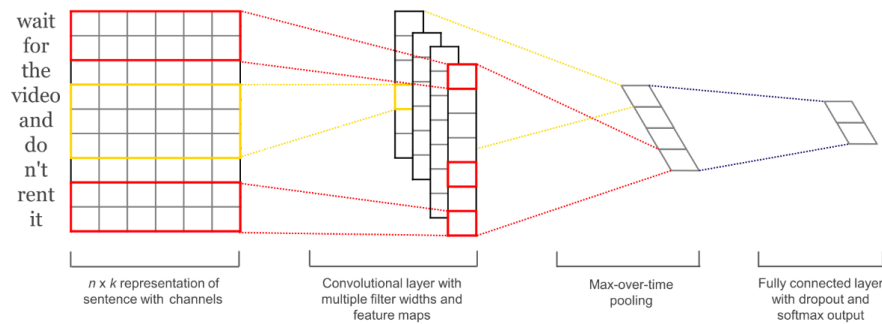 wait
for
the
video
and
do
n't
rent
it
n x k representation of
sentence with channels
Convolutional layer with
multiple filter widths and
feature maps
Max-over-time
pooling
Fully connected layer
with dropout and
softmax output